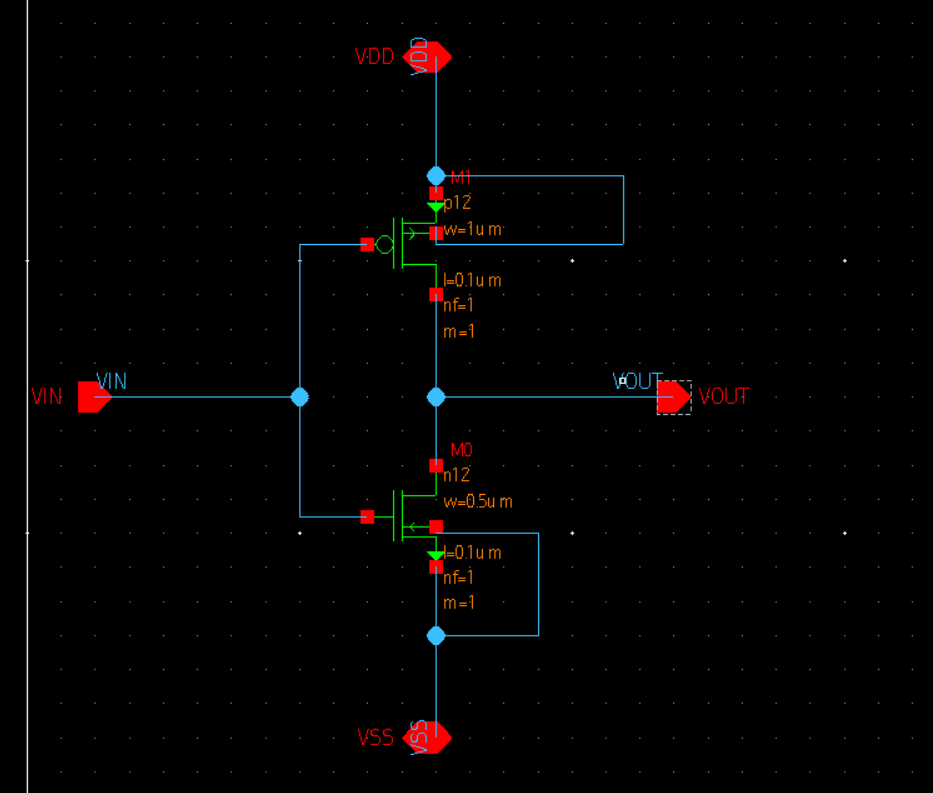 VDD
VDD
M1
p12
w=1um
l=0.1um
nf=1
m=1
VIN
VIN
VOUT
VOUT
M0
n12
w=0.5um
l=0.1um
nf=1
m=1
VSS
VSS